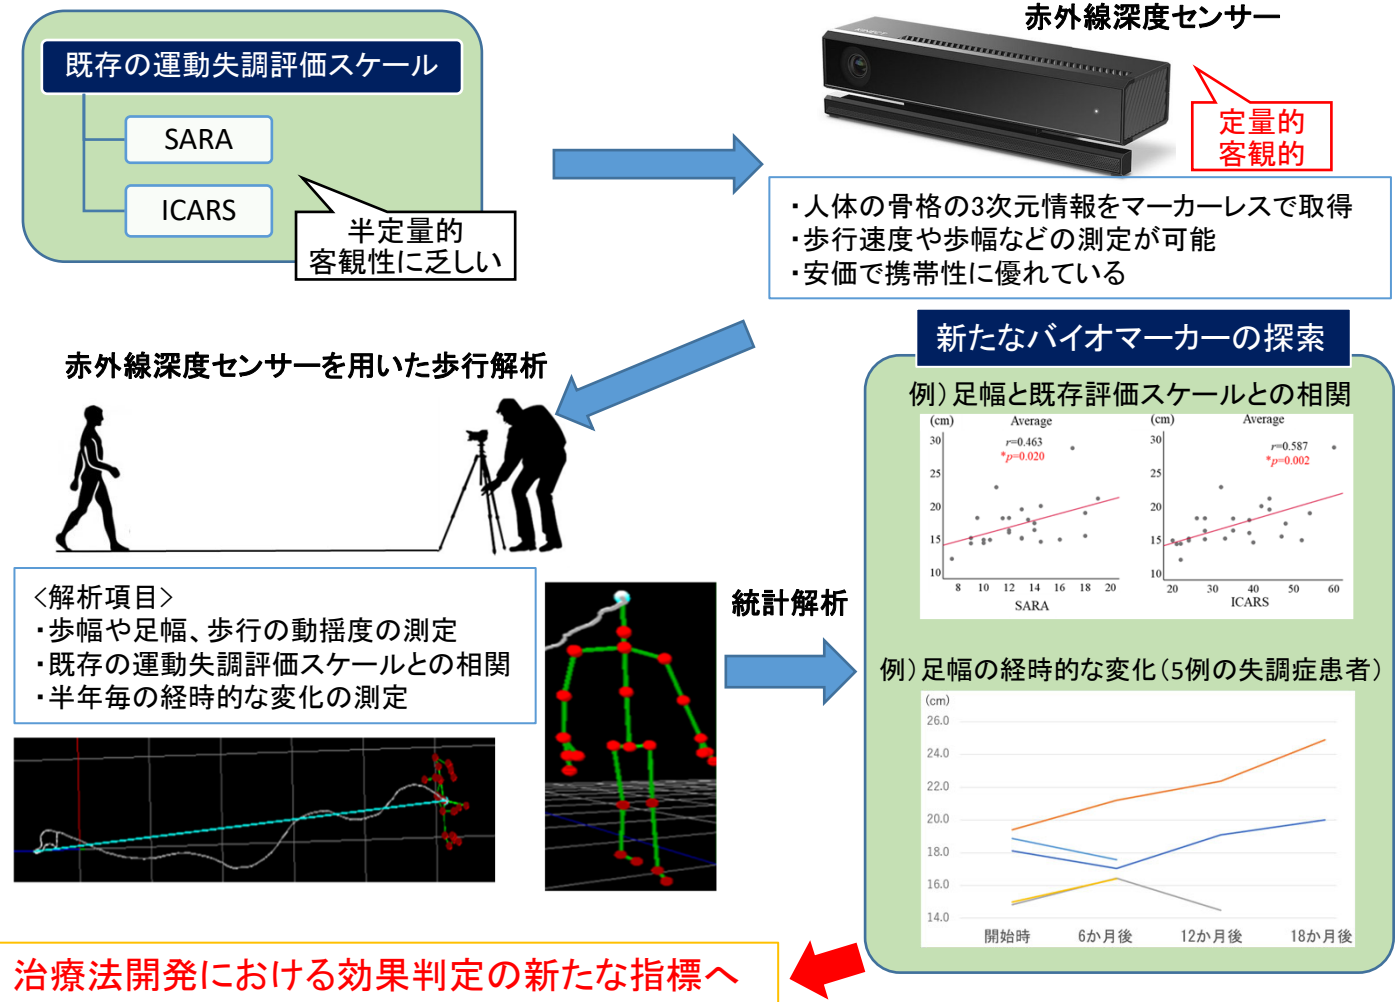 赤外線深度センサー
既存の運動失調評価スケール
SARA
ICARS
半定量的
客観性に乏しい
定量的
客観的
・人体の骨格の3次元情報をマーカーレスで取得
・歩行速度や歩幅などの測定が可能
・安価で携帯性に優れている
赤外線深度センサーを用いた歩行解析
<解析項目>
・歩幅や足幅、歩行の動揺度の測定
・既存の運動失調評価スケールとの相関
・半年毎の経時的な変化の測定
統計解析
新たなバイオマーカーの探索
例）足幅と既存評価スケールとの相関
(cm)
Average
r=0.463
*p=0.020
30
25
20
15
10
8 10 12 14 16 18 20
SARA
(cm)
Average
r=0.587
*p=0.002
30
25
20
15
10
20 30 40 50 60
ICARS
例）足幅の経時的な変化（5例の失調症患者）
(cm)
26.0
24.0
22.0
20.0
18.0
16.0
14.0
開始時 6か月後 12か月後 18か月後
治療法開発における効果判定の新たな指標へ